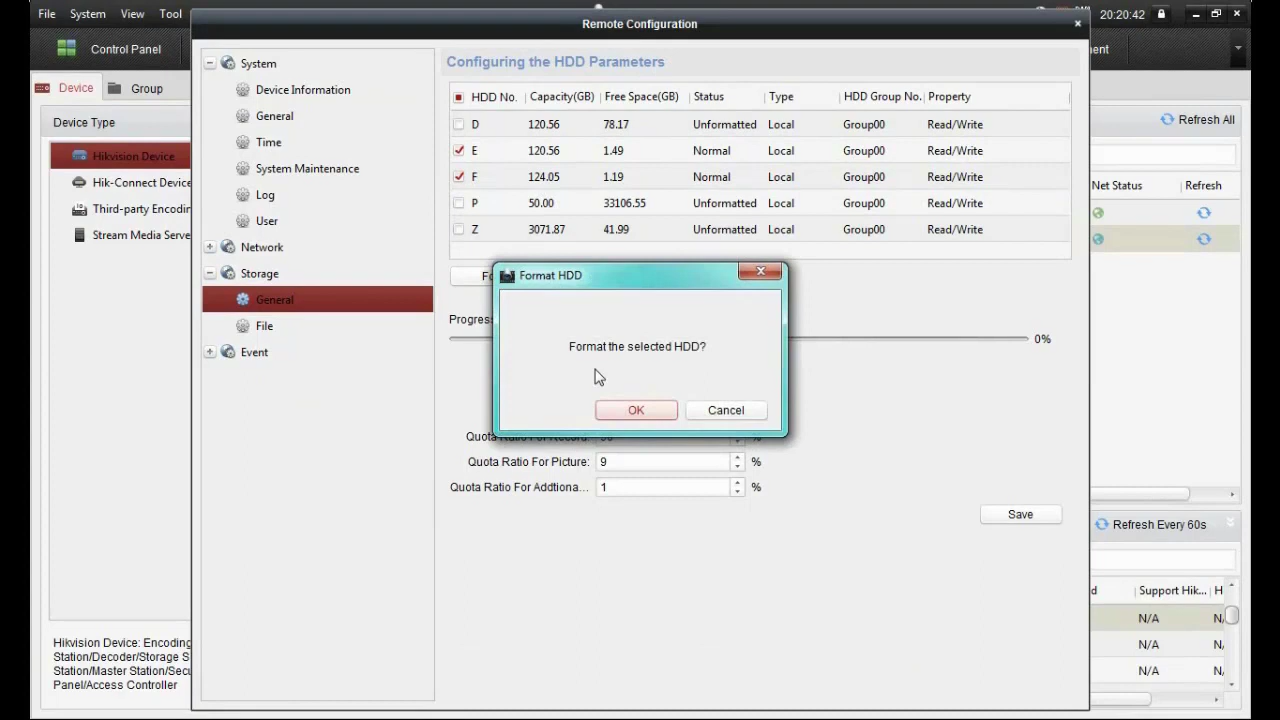 File System View Tool
Remote Configuration
20:20:42
Control Panel
ment
Device Group
Device Type
Hikvision Device
Hik-Connect Device
Third-party Encodin
Stream Media Serve
Hikvision Device: Encoding
Station/Decoder/Storage S
Station/Master Station/Secu
Panel/Access Controller
System
Device Information
General
Time
System Maintenance
Log
User
Network
Storage
General
File
Event
Configuring the HDD Parameters
HDD No. Capacity(GB) Free Space(GB) Status Type HDD Group No. Property
D 120.56 78.17 Unformatted Local Group00 Read/Write
E 120.56 1.49 Normal Local Group00 Read/Write
F 124.05 1.19 Normal Local Group00 Read/Write
P 50.00 33106.55 Unformatted Local Group00 Read/Write
Z 3071.87 41.99 Unformatted Local Group00 Read/Write
Fo
Progress
0%
Format HDD
Format the selected HDD?
OK Cancel
Quota Ratio For Record: %
Quota Ratio For Picture: 9 %
Quota Ratio For Addtiona... 1 %
Save
Refresh All
Net Status Refresh
Refresh Every 60s
d Support Hik... H
N/A N/
N/A N/
N/A N/